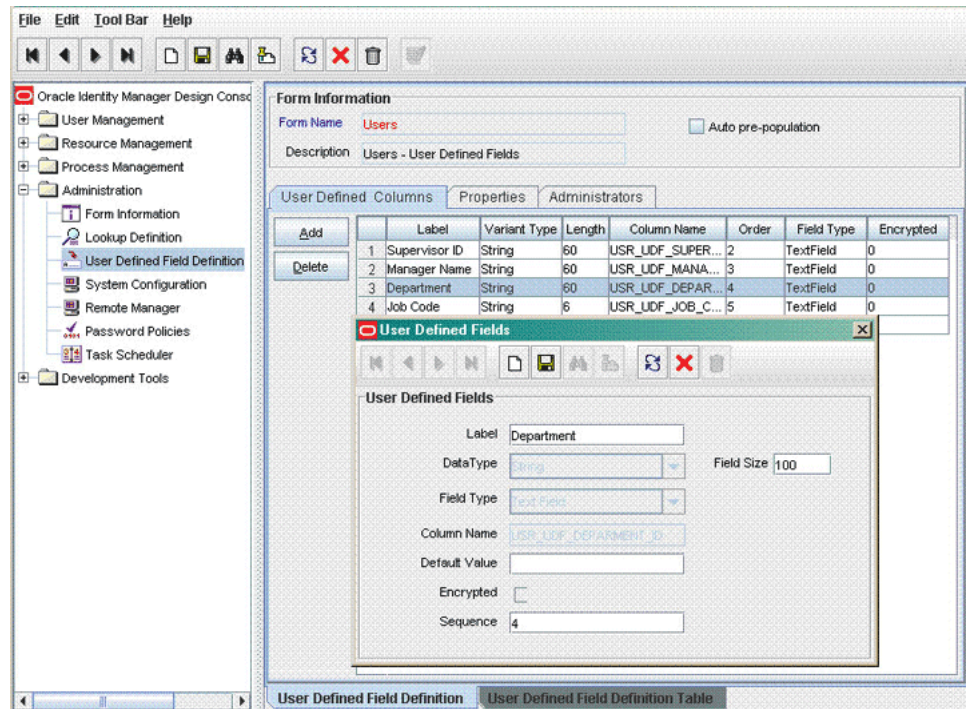 File Edit Tool Bar Help
Oracle Identity Manager Design Consc
User Management
Resource Management
Process Management
Administration
Form Information
Lookup Definition
User Defined Field Definition
System Configuration
Remote Manager
Password Policies
Task Scheduler
Development Tools
Form Information
Form Name Users
Auto pre-population
Description Users - User Defined Fields
User Defined Columns Properties Administrators
Add
Delete
Label Variant Type Length Column Name Order Field Type Encrypted
1 Supervisor ID String 60 USR_UDF_SUPER... 2 TextField 0
2 Manager Name String 60 USR_UDF_MANA... 3 TextField 0
3 Department String 60 USR_UDF_DEPAR... 4 TextField 0
4 Job Code String 6 USR_UDF_JOB_C... 5 TextField 0
User Defined Fields
User Defined Fields
Label Department
DataType String Field Size 100
Field Type Text Field
Column Name USR_UDF_DEPARMENT_ID
Default Value
Encrypted
Sequence 4
User Defined Field Definition User Defined Field Definition Table